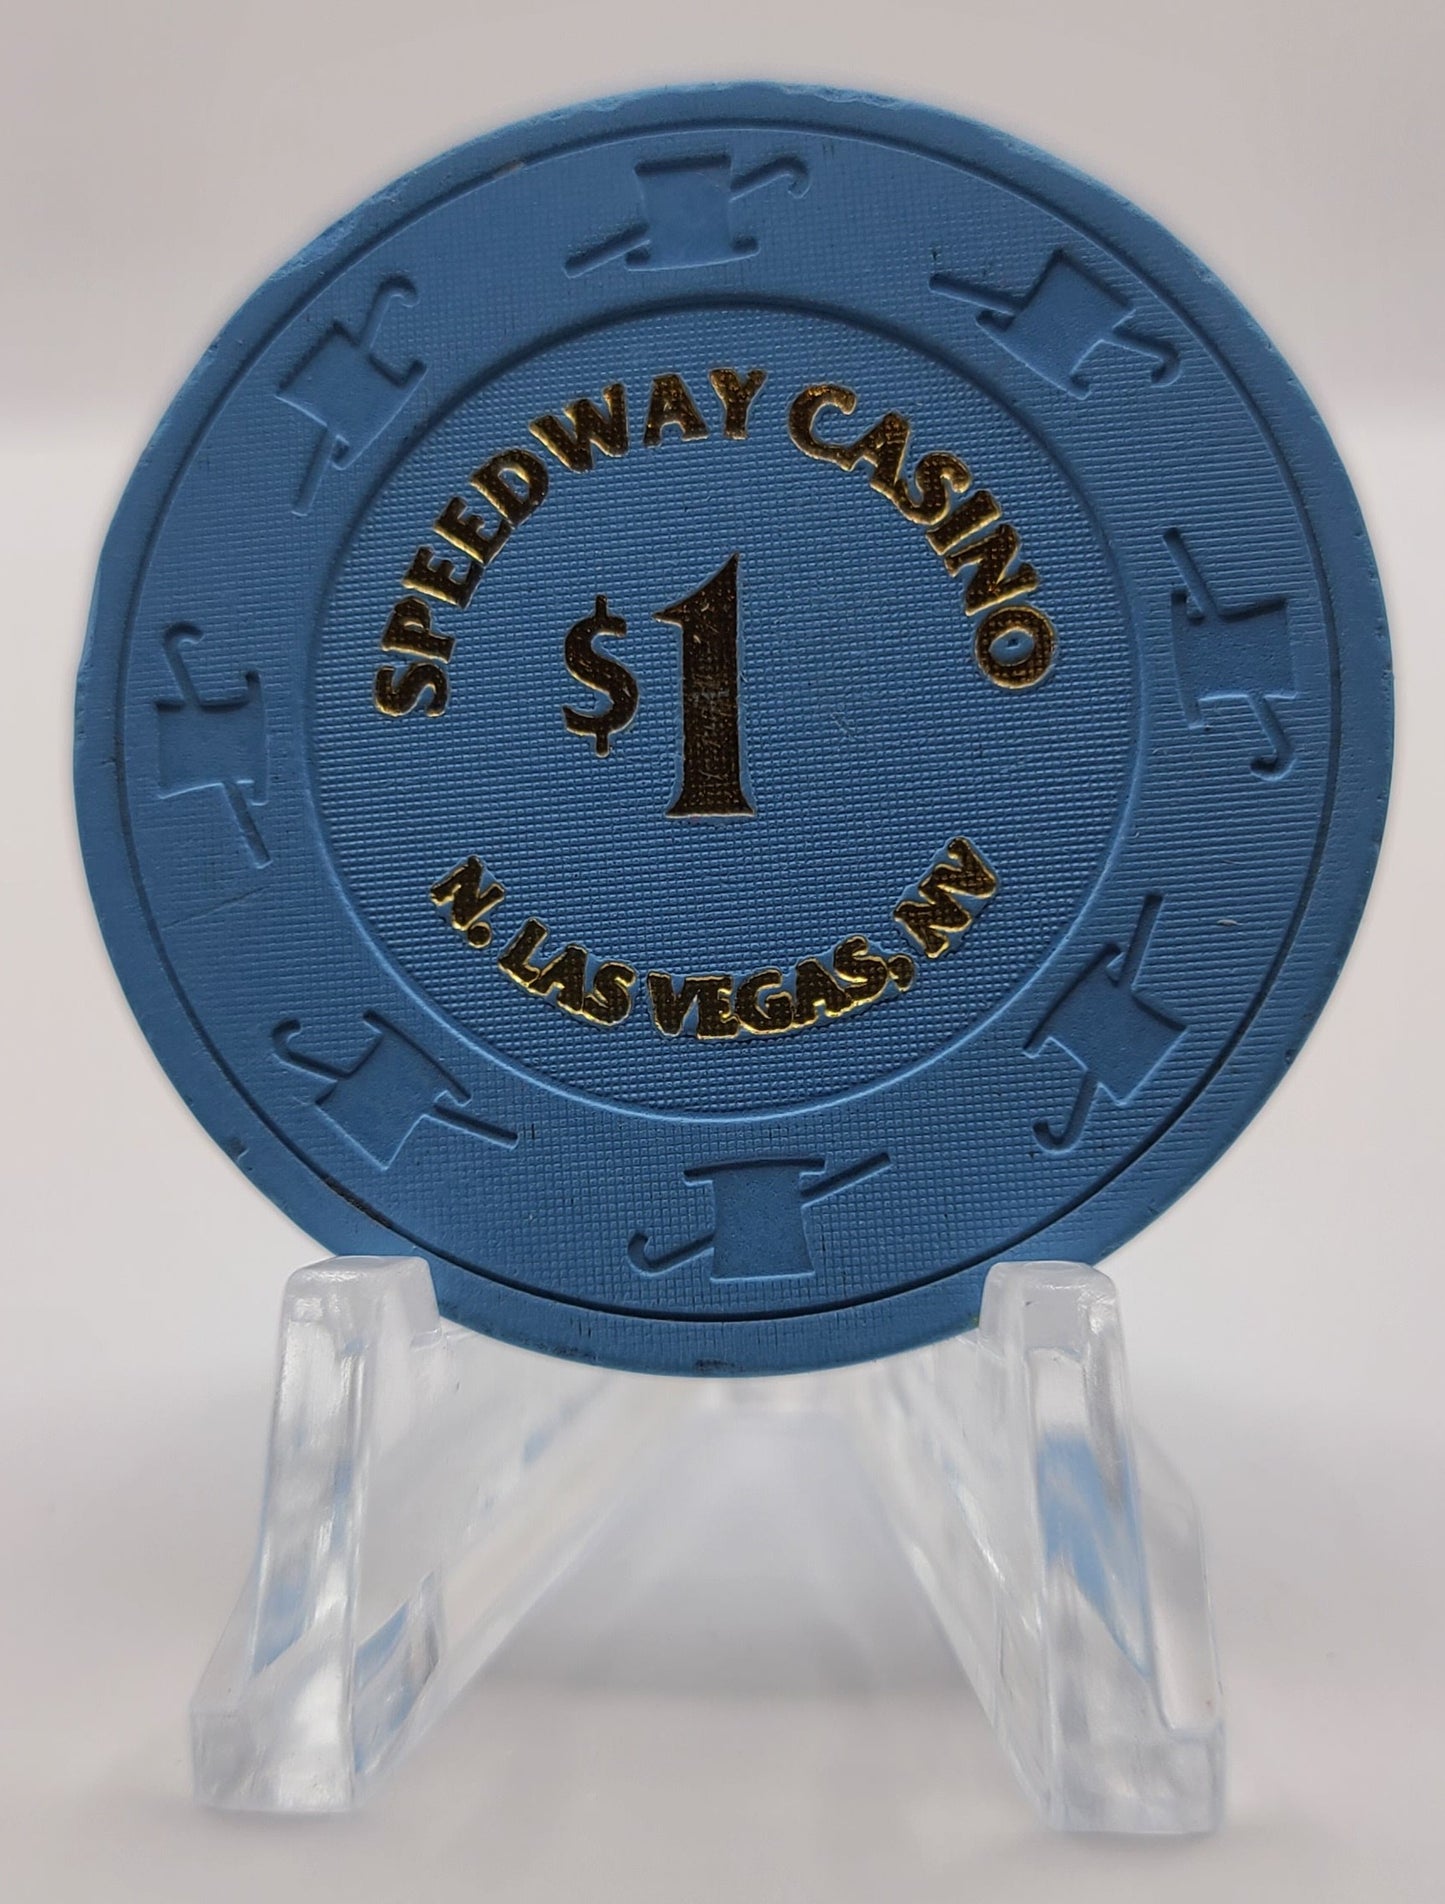 SPEEDWAY CASINO
$1
N. LAS VEGAS, NV